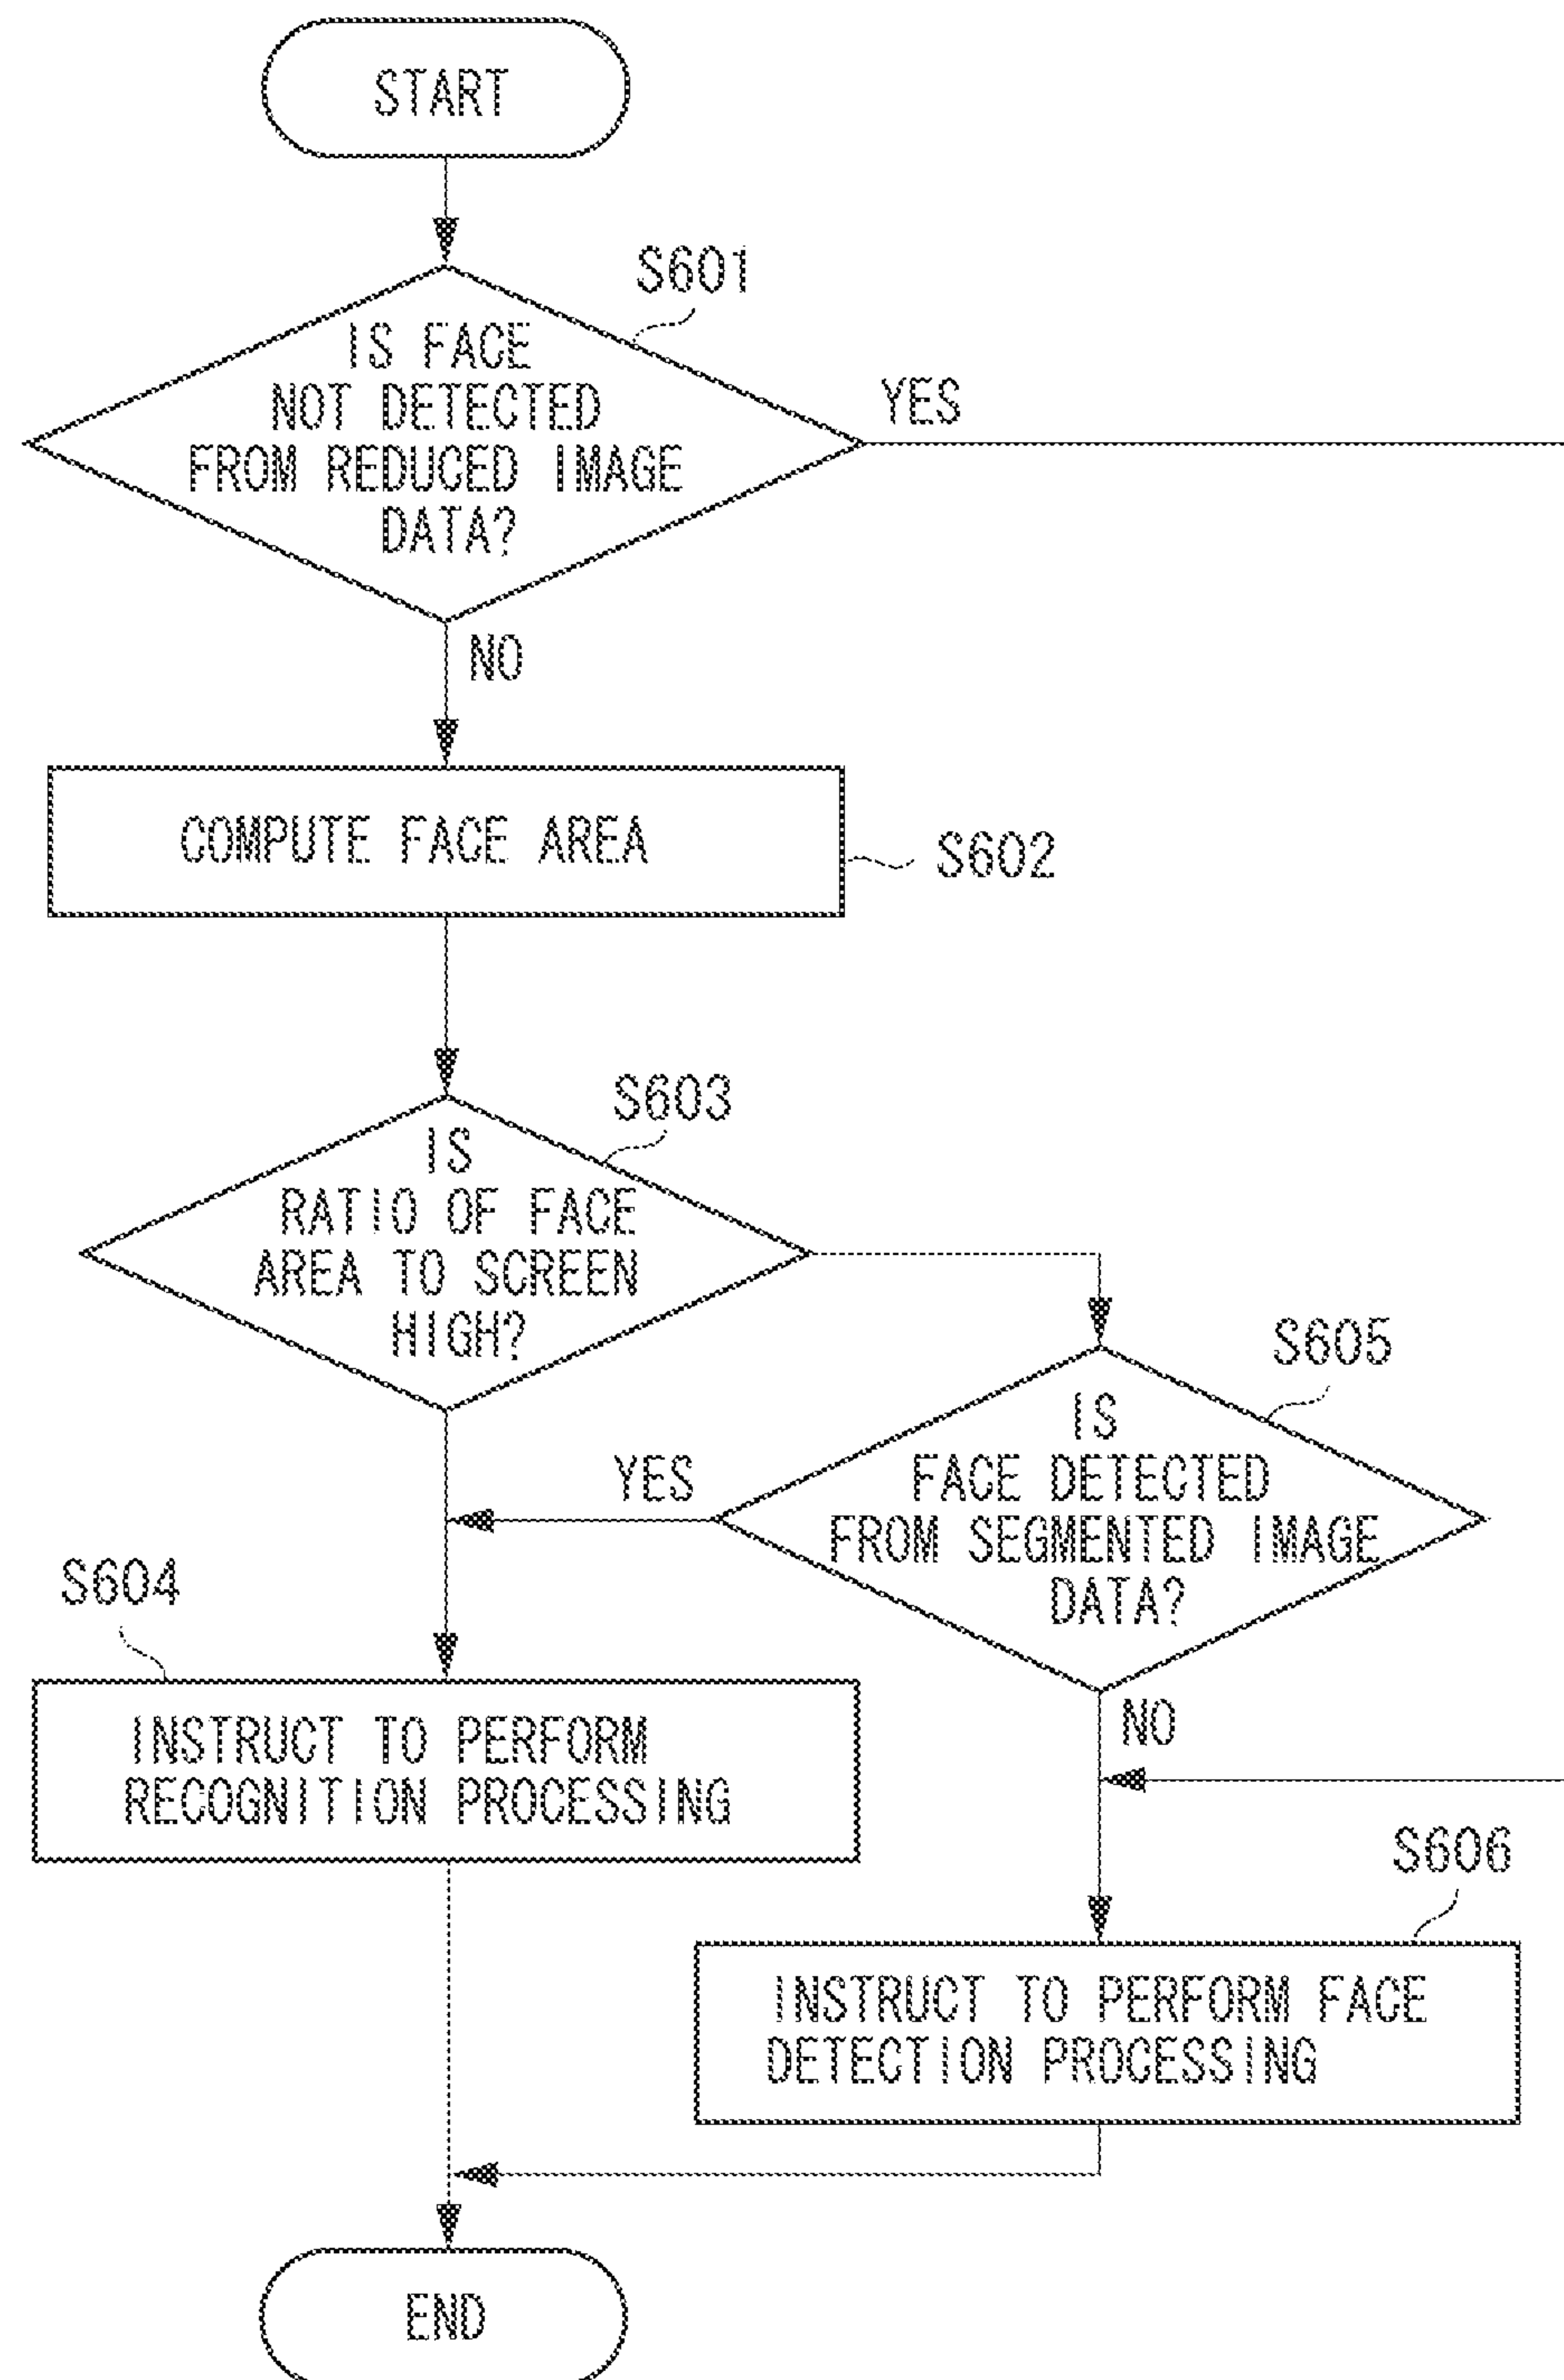 START
S601
IS FACE
NOT DETECTED
FROM REDUCED IMAGE
DATA?
YES
NO
COMPUTE FACE AREA
S602
S603
IS
RATIO OF FACE
AREA TO SCREEN
HIGH?
S605
IS
FACE DETECTED
FROM SEGMENTED IMAGE
DATA?
YES
NO
S604
INSTRUCT TO PERFORM
RECOGNITION PROCESSING
S606
INSTRUCT TO PERFORM FACE
DETECTION PROCESSING
END